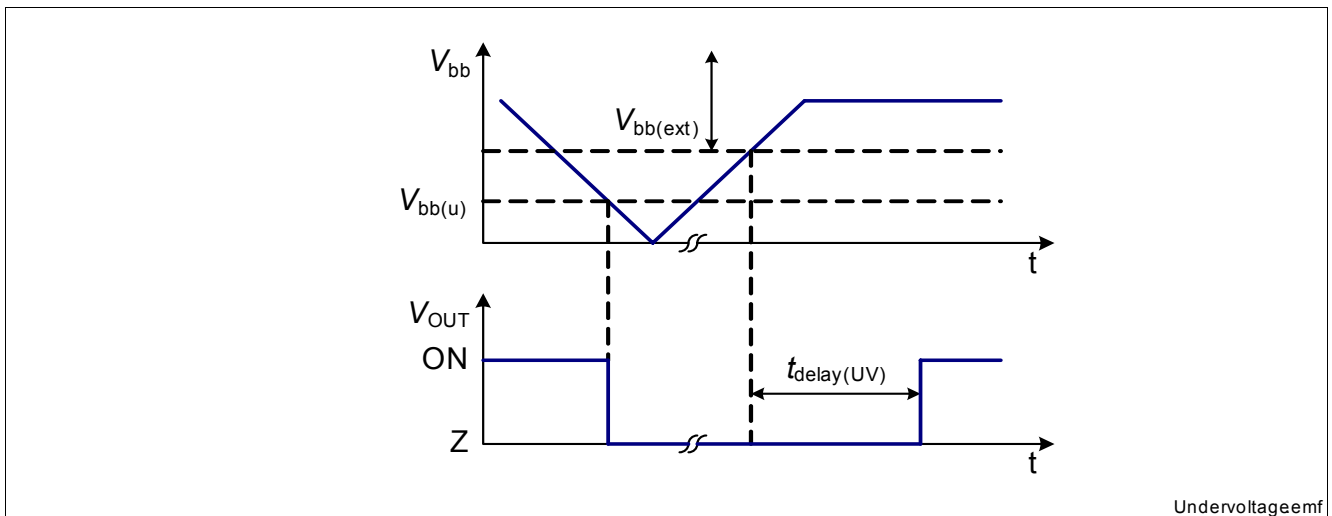 Vbb
Vbb(ext)
Vbb(u)
t
VOUT
ON
tdelay(UV)
Z
t
Undervoltageemf